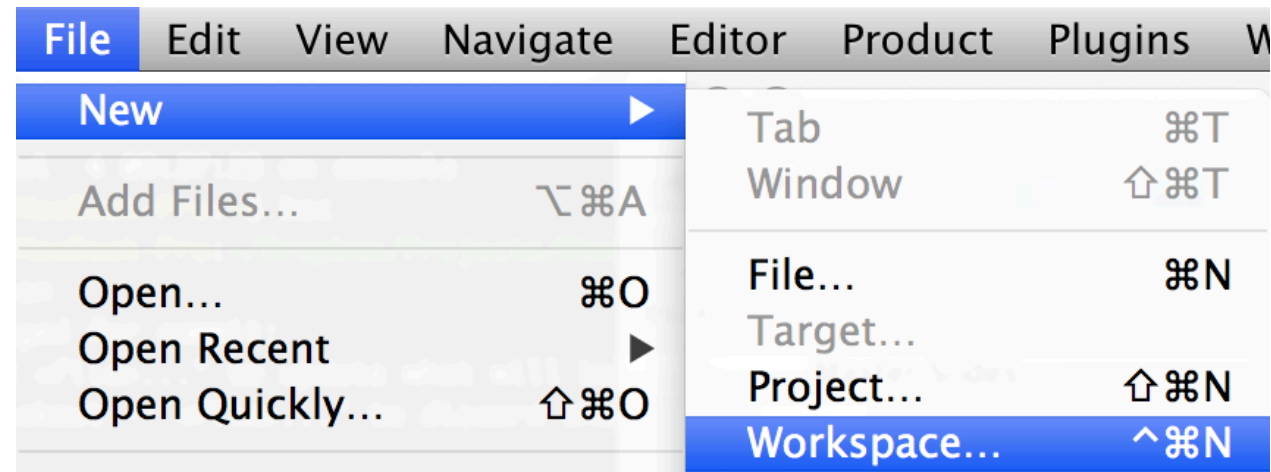 File Edit View Navigate Editor Product Plugins W
New ▶
Add Files... ⌥⌘A
Open... ⌘O
Open Recent ▶
Open Quickly... ⇧⌘O
Tab ⌘T
Window ⇧⌘T
File... ⌘N
Target...
Project... ⇧⌘N
Workspace... ^⌘N